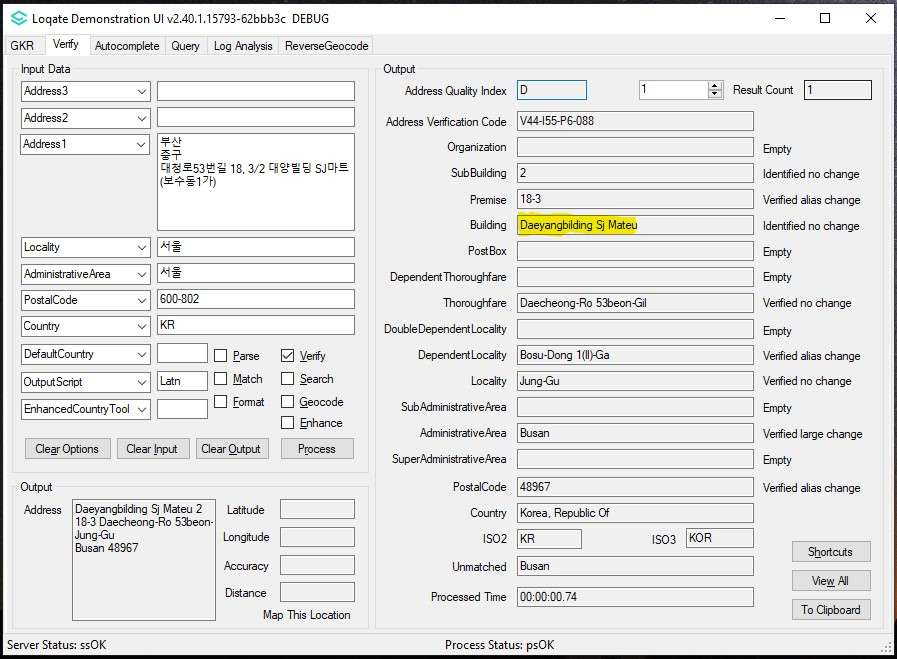 Loqate Demonstration UI v2.40.1.15793-62bbb3c DEBUG
GKR Verify Autocomplete Query Log Analysis ReverseGeocode
Input Data
Address3
Address2
Address1
부산
중구
대청로53번길 18, 3/2 대양빌딩 SJ마트
(보수동1가)
Locality 서울
AdministrativeArea 서울
PostalCode 600-802
Country KR
DefaultCountry Parse Verify
OutputScript Latn Match Search
EnhancedCountryTool Format Geocode
Enhance
Clear Options Clear Input Clear Output Process
Output
Address
Daeyangbilding Sj Mateu 2
18-3 Daecheong-Ro 53beon-
Jung-Gu
Busan 48967
Latitude
Longitude
Accuracy
Distance
Map This Location
Output
Address Quality Index D 1 Result Count 1
Address Verification Code V44-I55-P6-088
Organization Empty
SubBuilding 2 Identified no change
Premise 18-3 Verified alias change
Building Daeyangbilding Sj Mateu Identified no change
PostBox Empty
DependentThoroughfare Empty
Thoroughfare Daecheong-Ro 53beon-Gil Verified no change
DoubleDependentLocality Empty
DependentLocality Bosu-Dong 1(Il)-Ga Verified alias change
Locality Jung-Gu Verified no change
SubAdministrativeArea Empty
AdministrativeArea Busan Verified large change
SuperAdministrativeArea Empty
PostalCode 48967 Verified alias change
Country Korea, Republic Of
ISO2 KR ISO3 KOR
Unmatched Busan
Processed Time 00:00:00.74
Shortcuts
View All
To Clipboard
Server Status: ssOK Process Status: psOK